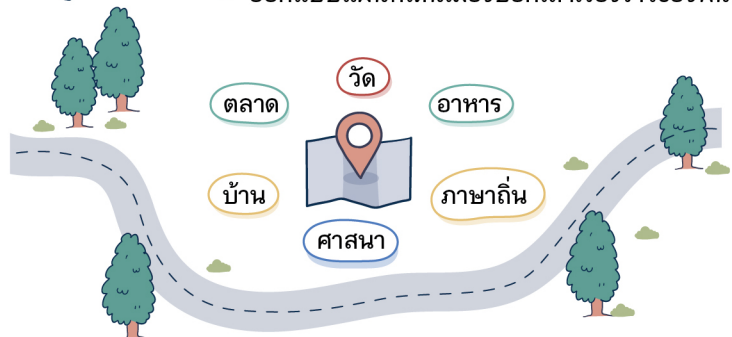 วัด
ตลาด
อาหาร
บ้าน
ภาษาถิ่น
ศาสนา